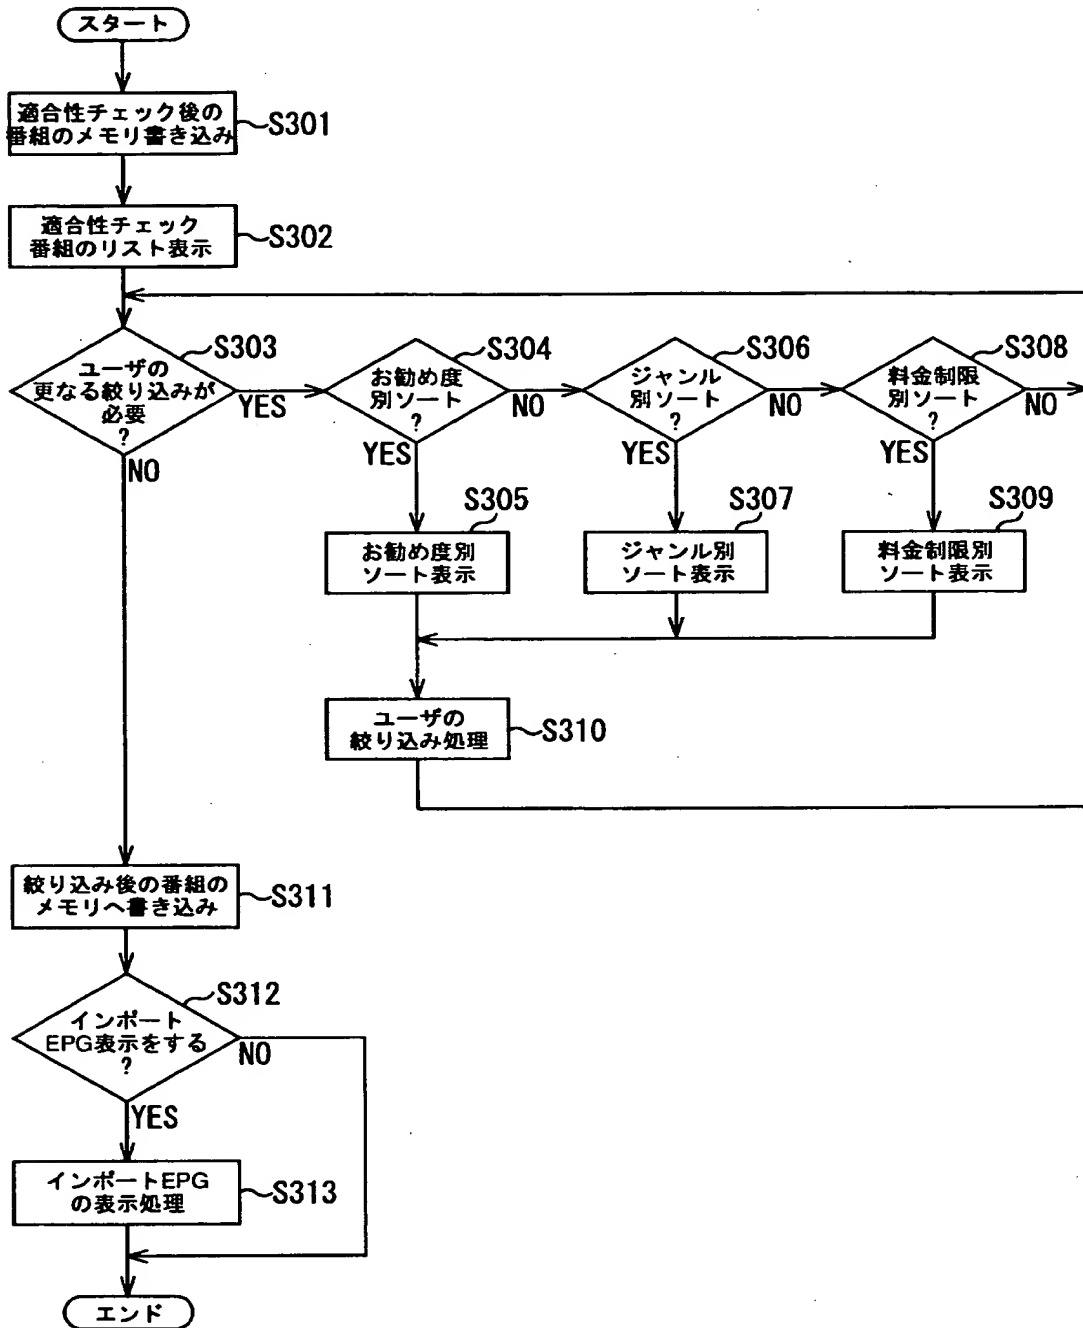 スタート
適合性チェック後の
番組のメモリ書き込み
S301
適合性チェック
番組のリスト表示
S302
ユーザの
更なる絞り込みが
必要
?
S303
YES
NO
お勧め度
別ソート
?
S304
NO
YES
ジャンル
別ソート
?
S306
NO
YES
料金制限
別ソート
?
S308
NO
YES
お勧め度別
ソート表示
S305
ジャンル別
ソート表示
S307
料金制限別
ソート表示
S309
ユーザの
絞り込み処理
S310
絞り込み後の番組の
メモリへ書き込み
S311
インポート
EPG表示をする
?
S312
NO
YES
インポートEPG
の表示処理
S313
エンド